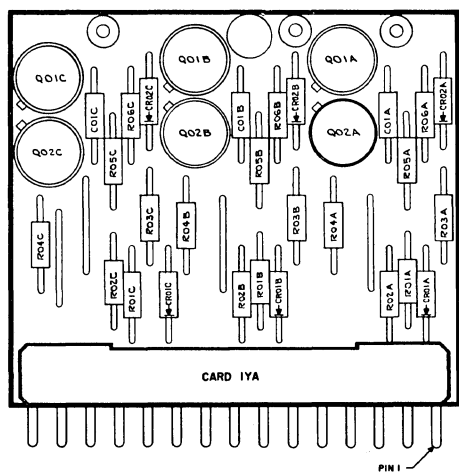 Q01C
Q01B
Q01A
Q02C
Q02B
Q02A
C01C
R06C
CR02C
C01B
R06B
CR02B
C01A
R06A
CR02A
R05C
R05B
R05A
R04C
R03C
R04B
R03B
R04A
R03A
R02C
R01C
CR01C
R02B
R01B
CR01B
R02A
R01A
CR01A
CARD IYA
PIN 1